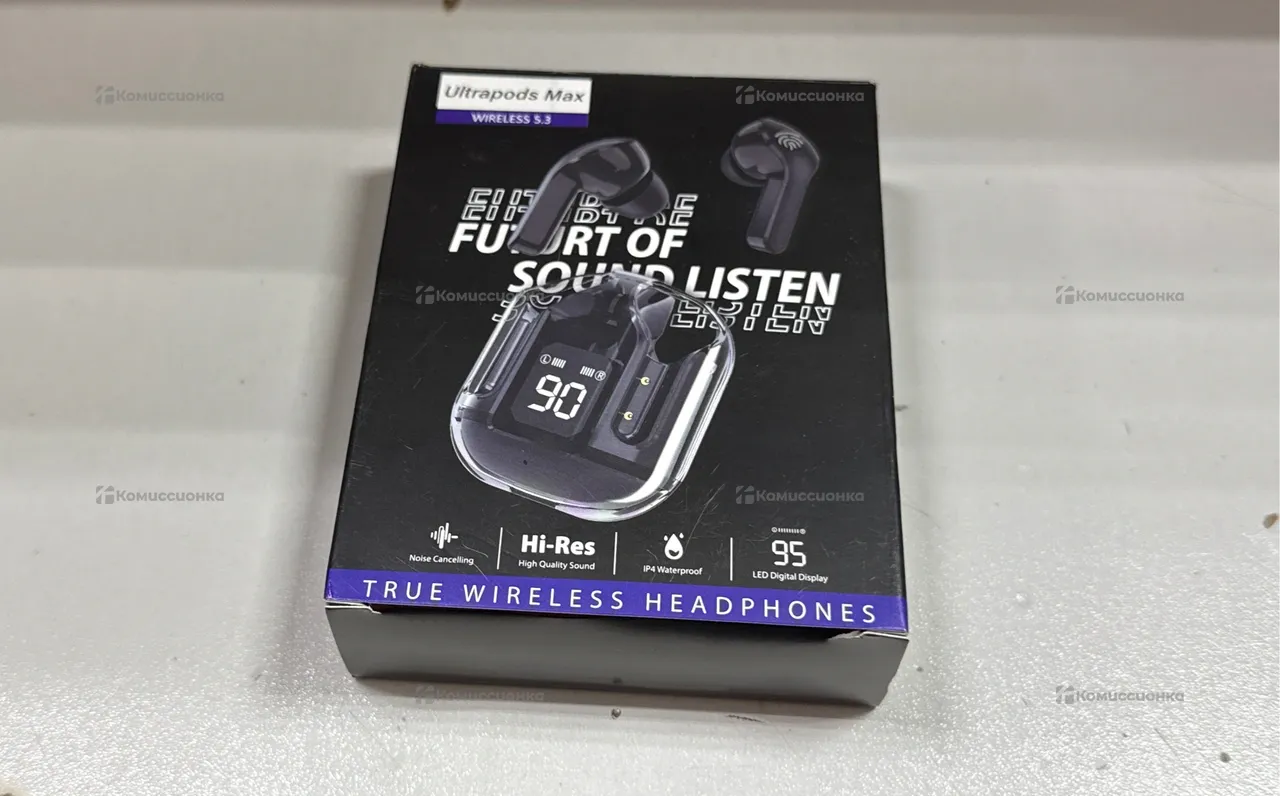 Ultrapods Max
WIRELESS 5.3
FUTURT OF
SOUND LISTEN
LISTEN
L R
90
Noise Cancelling
Hi-Res
High Quality Sound
IP4 Waterproof
95
LED Digital Display
TRUE WIRELESS HEADPHONES
Комиссионка
Комиссионка
Комиссионка
Комиссионка
Комиссионка
Комиссионка
Комиссионка
Комиссионка